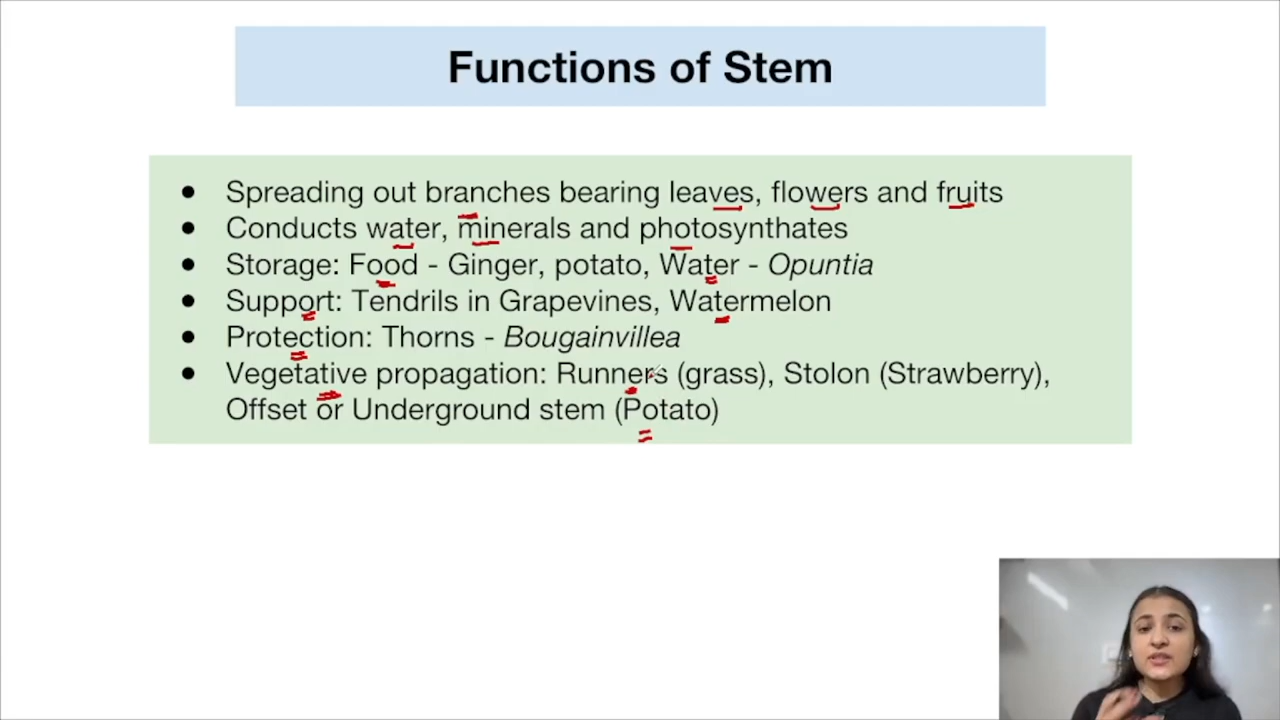 Functions of Stem
● Spreading out branches bearing leaves, flowers and fruits
● Conducts water, minerals and photosynthates
● Storage: Food - Ginger, potato, Water - Opuntia
● Support: Tendrils in Grapevines, Watermelon
● Protection: Thorns - Bougainvillea
● Vegetative propagation: Runners (grass), Stolon (Strawberry),
Offset or Underground stem (Potato)